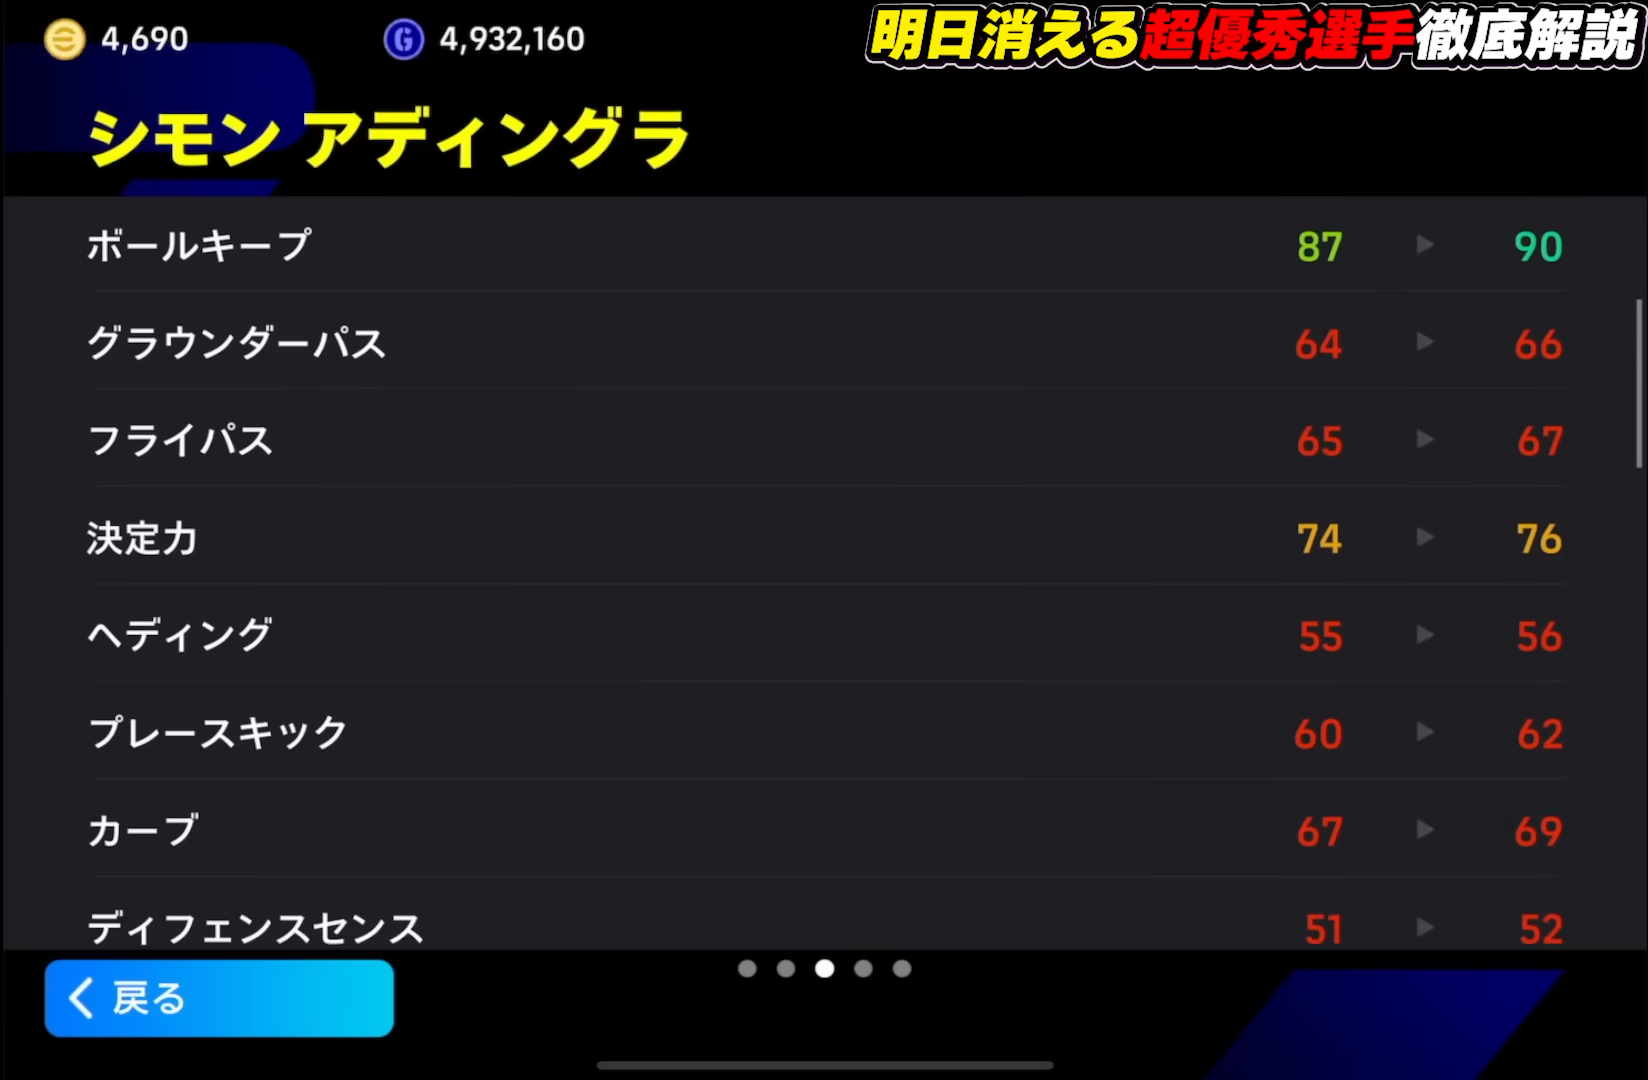 4,690 4,932,160 明日消える超優秀選手徹底解説
シモン アディングラ
ボールキープ 87 ▶ 90
グラウンダーパス 64 ▶ 66
フライパス 65 ▶ 67
決定力 74 ▶ 76
ヘディング 55 ▶ 56
プレースキック 60 ▶ 62
カーブ 67 ▶ 69
ディフェンスセンス 51 ▶ 52
戻る